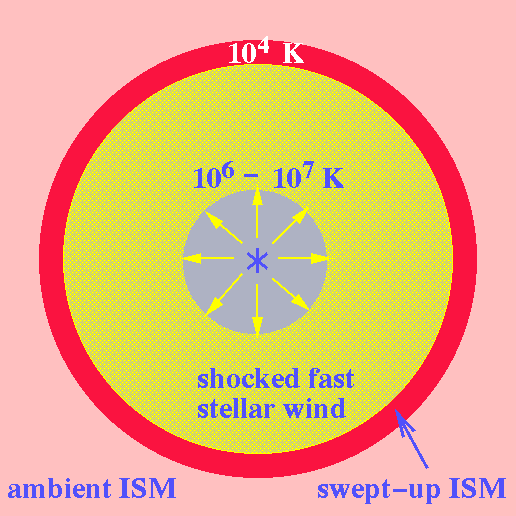 10⁴ K
10⁶ − 10⁷ K
shocked fast
stellar wind
ambient ISM
swept−up ISM